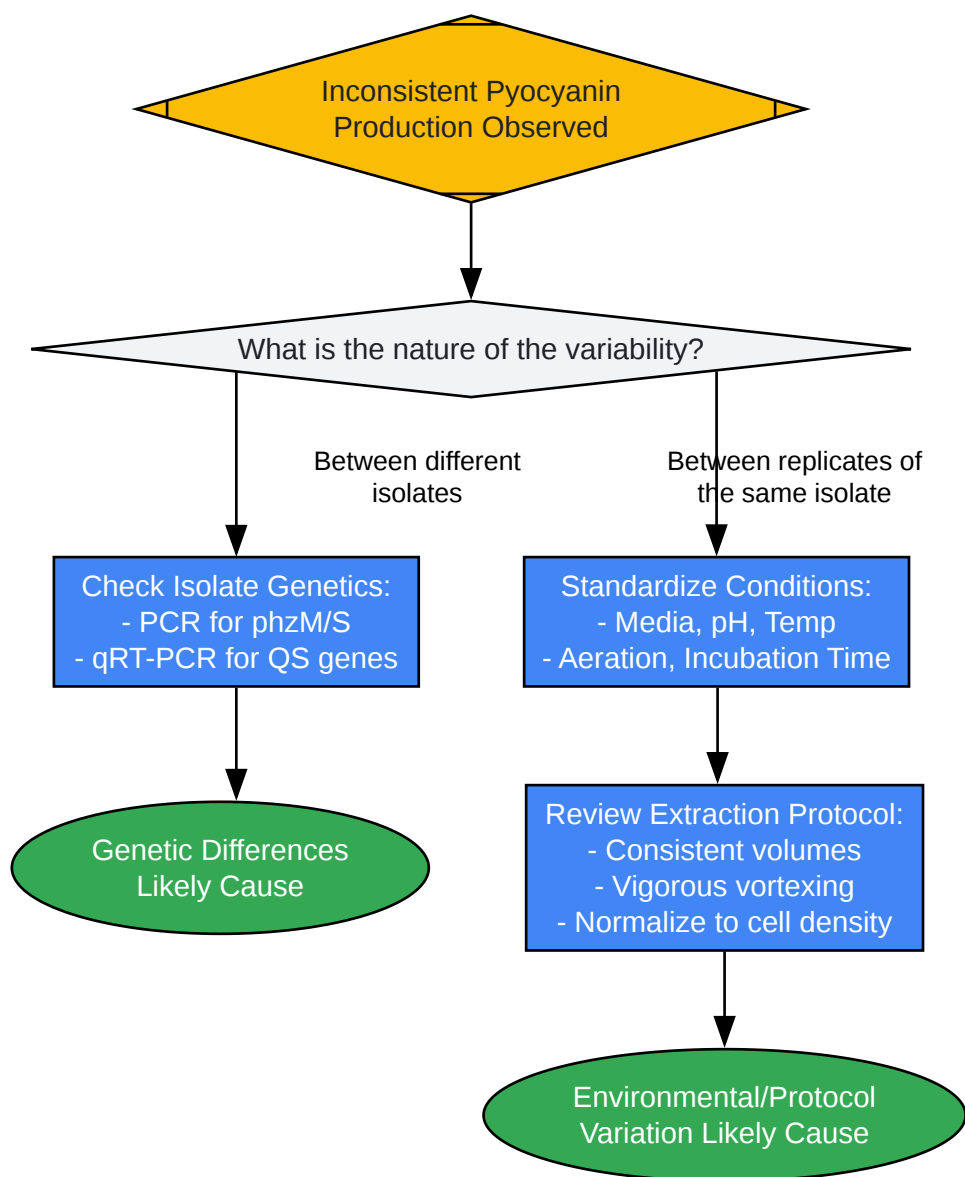 Inconsistent Pyocyanin
Production Observed
What is the nature of the variability?
Between different
isolates
Between replicates of
the same isolate
Check Isolate Genetics:
- PCR for phzM/S
- qRT-PCR for QS genes
Standardize Conditions:
- Media, pH, Temp
- Aeration, Incubation Time
Genetic Differences
Likely Cause
Review Extraction Protocol:
- Consistent volumes
- Vigorous vortexing
- Normalize to cell density
Environmental/Protocol
Variation Likely Cause